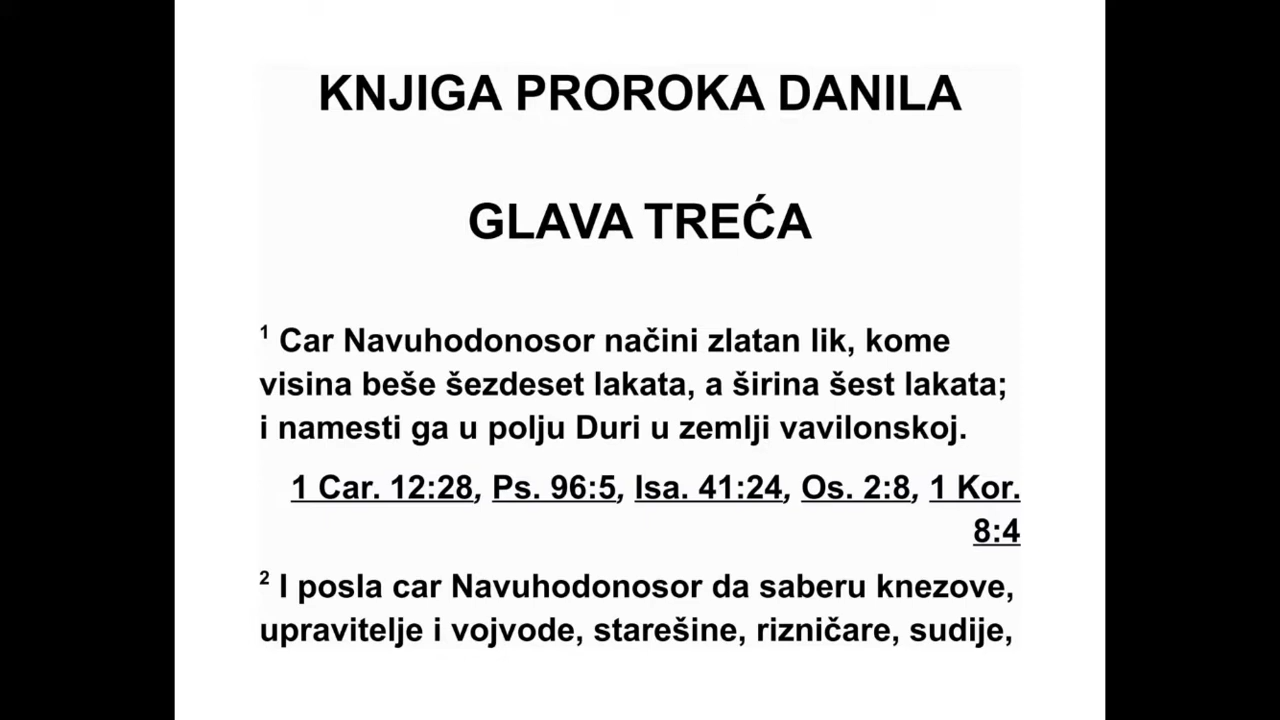 KNJIGA PROROKA DANILA
GLAVA TREĆA
1 Car Navuhodonosor načini zlatan lik, kome
visina beše šezdeset lakata, a širina šest lakata;
i namesti ga u polju Duri u zemlji vavilonskoj.
1 Car. 12:28, Ps. 96:5, Isa. 41:24, Os. 2:8, 1 Kor.
8:4
2 I posla car Navuhodonosor da saberu knezove,
upravitelje i vojvode, starešine, rizničare, sudije,